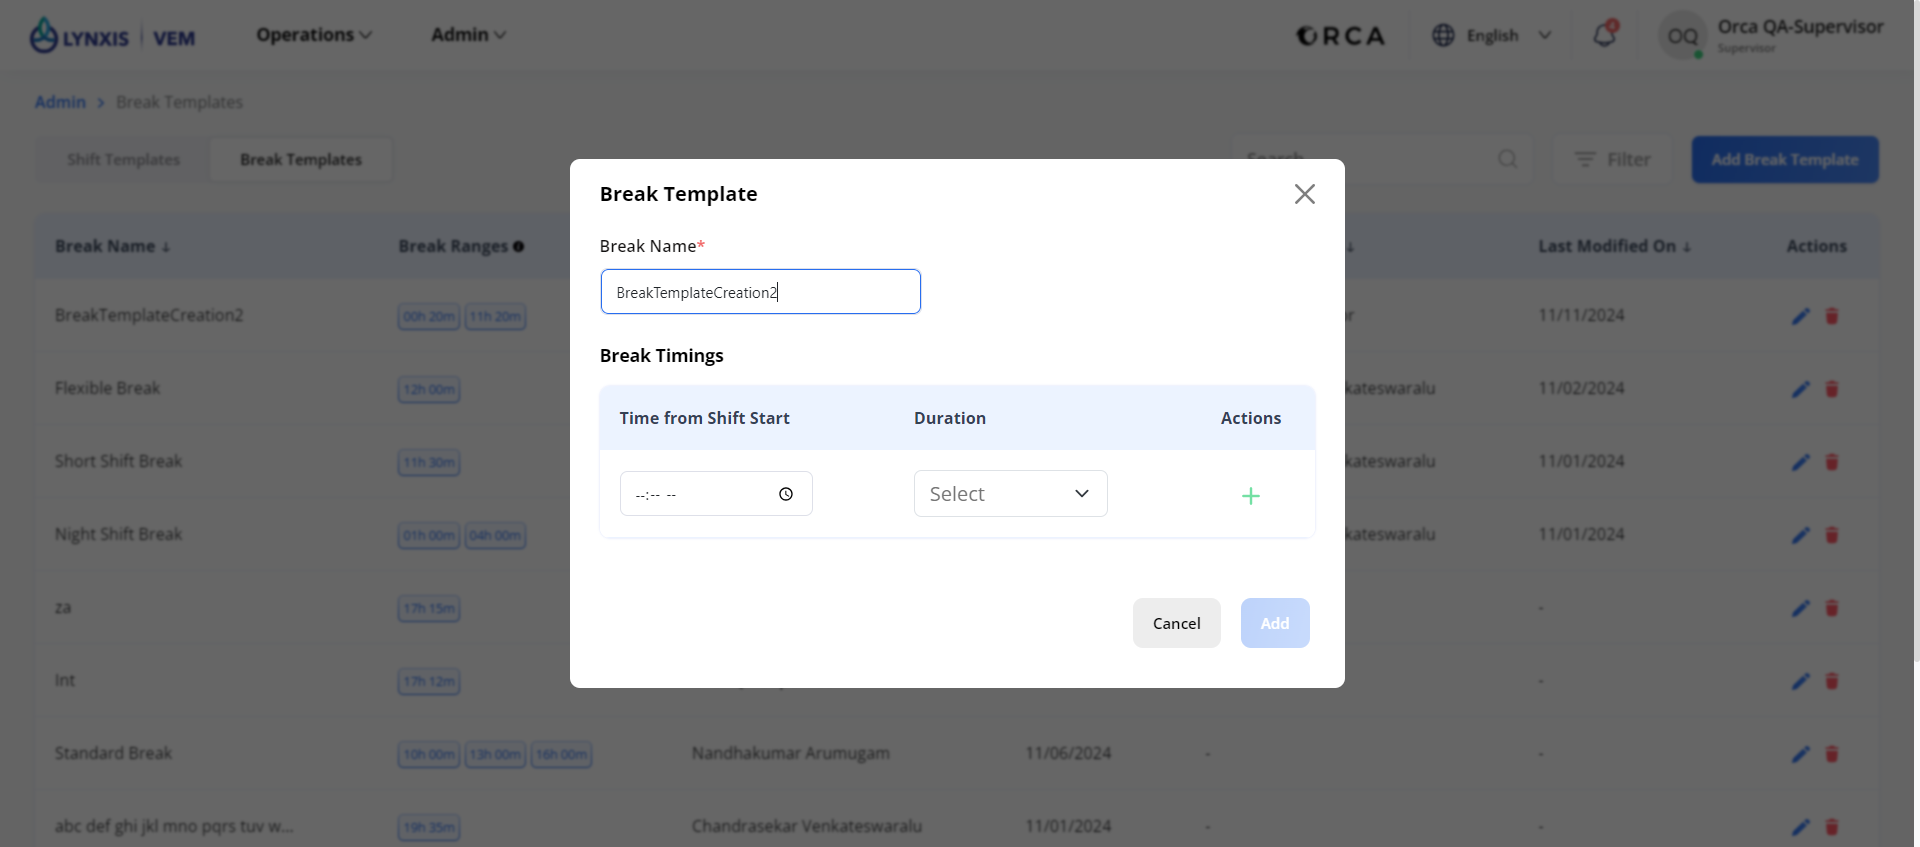 LYNXIS | VEM
Operations
Admin
ORCA
English
4
OQ
Orca QA-Supervisor
Supervisor
Admin > Break Templates
Shift Templates
Break Templates
Filter
Add Break Template
Break Template
Break Name*
BreakTemplateCreation2
Break Timings
Time from Shift Start
Duration
Actions
--:-- --
Select
Cancel
Add
Break Name
Break Ranges
Last Modified On
Actions
BreakTemplateCreation2
00h 20m
11h 20m
11/11/2024
Flexible Break
12h 00m
kateswaralu
11/02/2024
Short Shift Break
11h 30m
kateswaralu
11/01/2024
Night Shift Break
01h 00m
04h 00m
kateswaralu
11/01/2024
za
17h 15m
-
Int
17h 12m
-
Standard Break
10h 00m
13h 00m
16h 00m
Nandhakumar Arumugam
11/06/2024
-
-
abc def ghi jkl mno pqrs tuv w...
19h 35m
Chandrasekar Venkateswaralu
11/01/2024
-
-